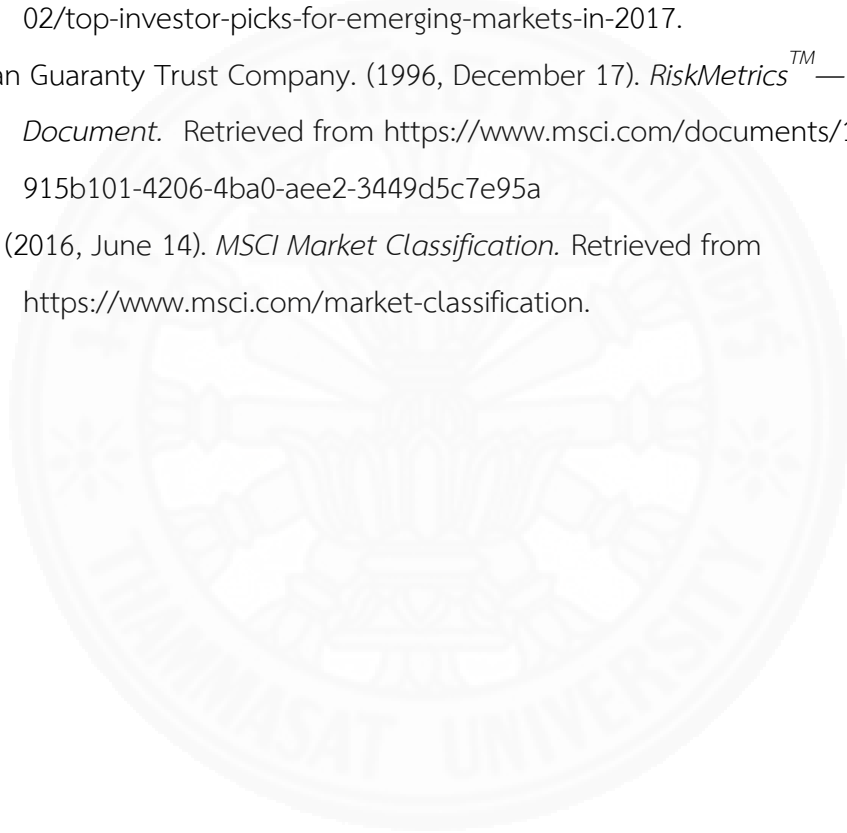 02/top-investor-picks-for-emerging-markets-in-2017.
an Guaranty Trust Company. (1996, December 17). RiskMetrics™—
Document. Retrieved from https://www.msci.com/documents/1
915b101-4206-4ba0-aee2-3449d5c7e95a
(2016, June 14). MSCI Market Classification. Retrieved from
https://www.msci.com/market-classification.
THAMMASAT UNIVERSITY